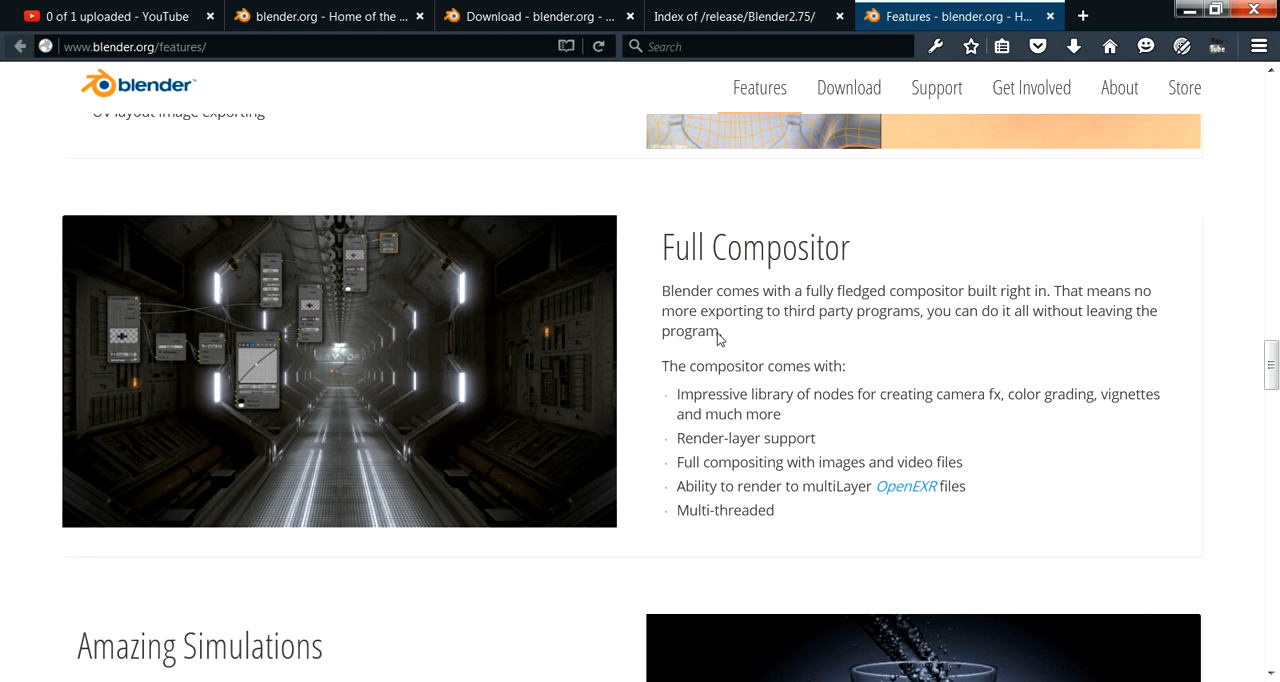 0 of 1 uploaded - YouTube
blender.org - Home of the ...
Download - blender.org - ...
Index of /release/Blender2.75/
Features - blender.org - H...
www.blender.org/features/
Search
blender
Features
Download
Support
Get Involved
About
Store
UV layout image exporting
Full Compositor
Blender comes with a fully fledged compositor built right in. That means no
more exporting to third party programs, you can do it all without leaving the
program.
The compositor comes with:
· Impressive library of nodes for creating camera fx, color grading, vignettes
and much more
· Render-layer support
· Full compositing with images and video files
· Ability to render to multiLayer OpenEXR files
· Multi-threaded
Amazing Simulations